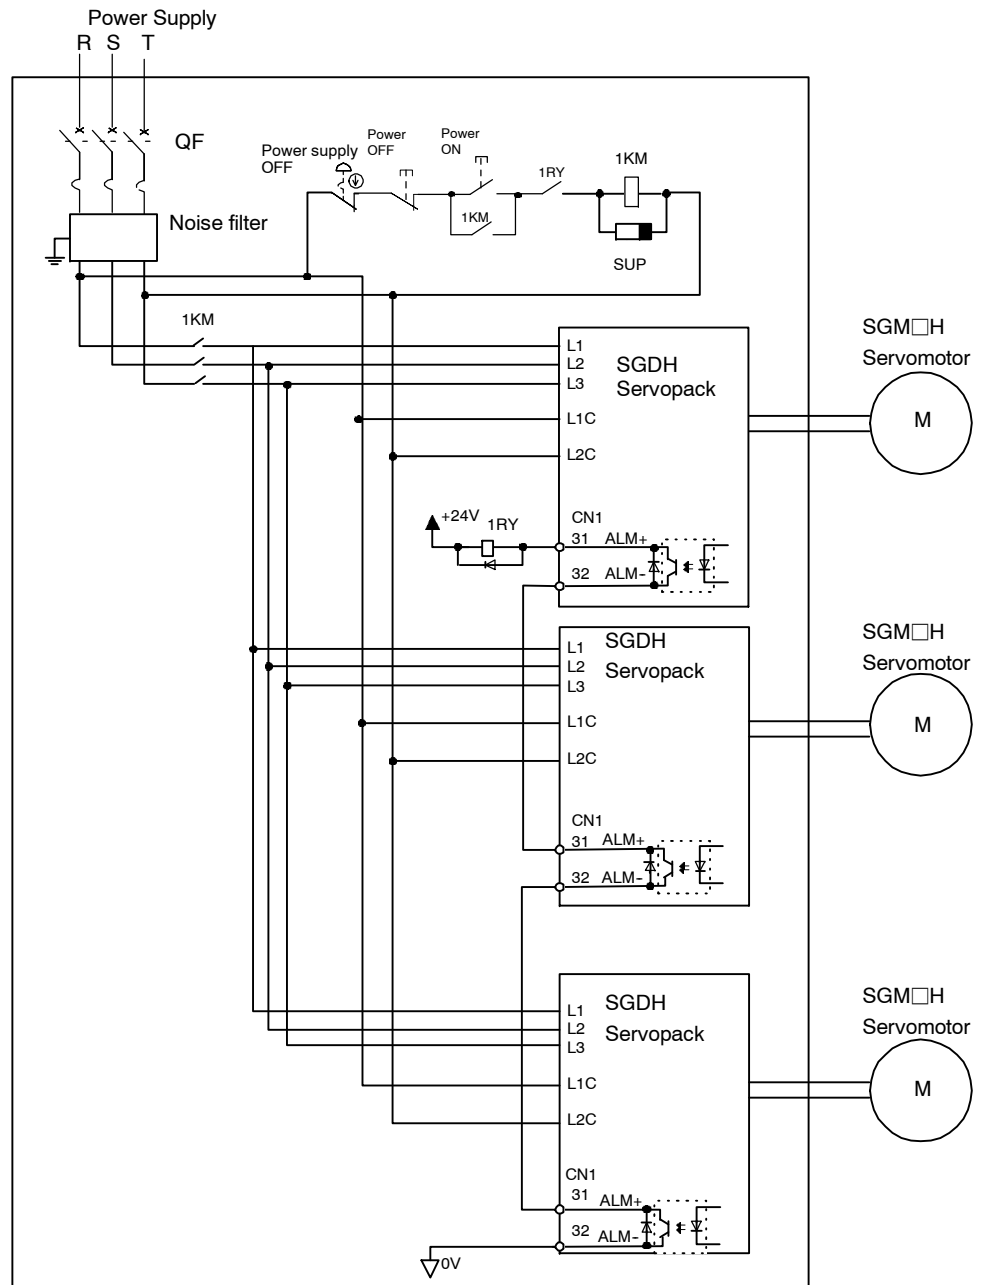 Power Supply
R S T
QF
Power supply
OFF
Power
OFF
Power
ON
1RY
1KM
1KM
SUP
Noise filter
1KM
L1
L2
L3
L1C
L2C
SGDH
Servopack
SGM□H
Servomotor
M
+24V
1RY
CN1
31 ALM+
32 ALM-
SGDH
Servopack
L1
L2
L3
L1C
L2C
SGM□H
Servomotor
M
CN1
31 ALM+
32 ALM-
SGDH
Servopack
L1
L2
L3
L1C
L2C
SGM□H
Servomotor
M
CN1
31 ALM+
32 ALM-
0V